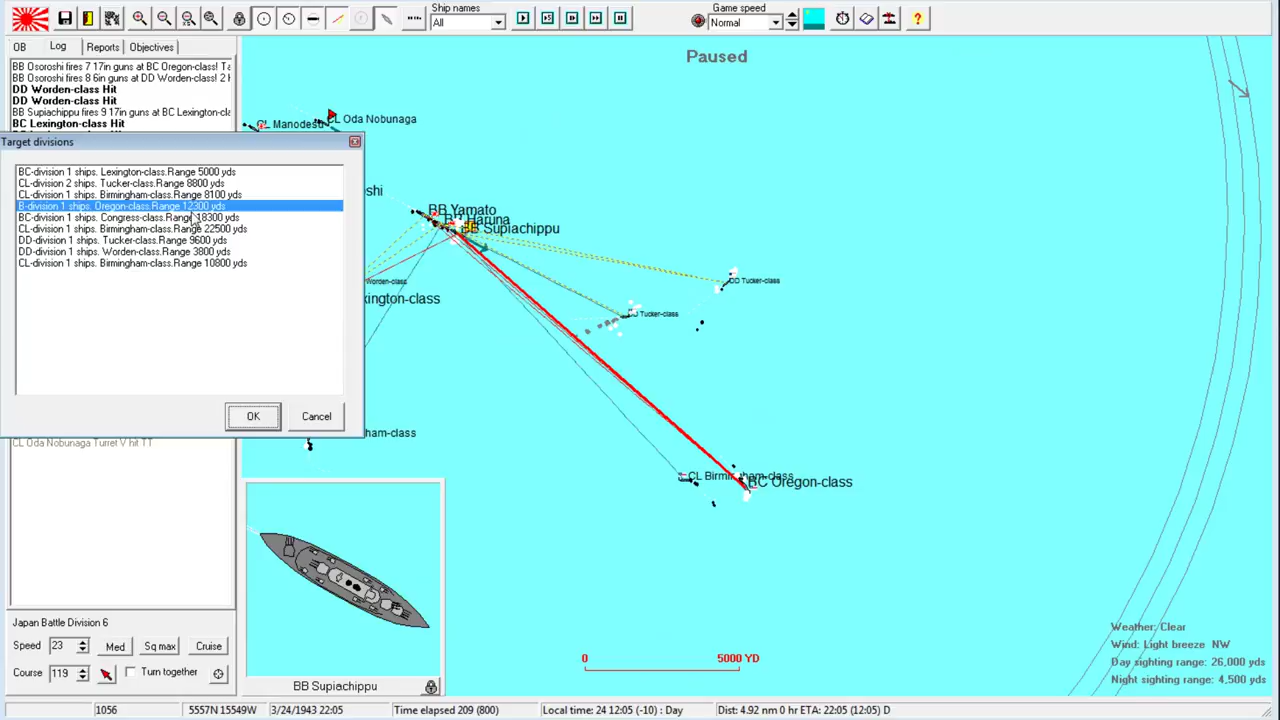 Ship names
All
Game speed
Normal
OB Log Reports Objectives
Paused
BB Osoroshi fires 7 17in guns at BC Oregon-class! Ta
BB Osoroshi fires 8 6in guns at DD Worden-class! 2 H
DD Worden-class Hit
DD Worden-class Hit
BB Supiachippu fires 9 17in guns at BC Lexington-cla
BC Lexington-class Hit
Target divisions
BC-division 1 ships. Lexington-class.Range 5000 yds
CL-division 2 ships. Tucker-class.Range 8800 yds
CL-division 1 ships. Birmingham-class.Range 8100 yds
B-division 1 ships. Oregon-class.Range 12300 yds
BC-division 1 ships. Congress-class.Range 18300 yds
CL-division 1 ships. Birmingham-class.Range 22500 yds
DD-division 1 ships. Tucker-class.Range 9600 yds
DD-division 1 ships. Worden-class.Range 3800 yds
CL-division 1 ships. Birmingham-class.Range 10800 yds
OK Cancel
CL Oda Nobunaga Turret V hit TT
CL Manodesu
CL Oda Nobunaga
shi
BB Yamato
BB Haruna
BB Supiachippu
Worden-class
xington-class
DD Tucker-class
DD Tucker-class
ham-class
CL Birmingham-class
BC Oregon-class
Japan Battle Division 6
Speed 23 Med Sq max Cruise
Course 119 Turn together
BB Supiachippu
0 5000 YD
Weather: Clear
Wind: Light breeze NW
Day sighting range: 26,000 yds
Night sighting range: 4,500 yds
1056 5557N 15549W 3/24/1943 22:05 Time elapsed 209 (800) Local time: 24 12:05 (-10) : Day Dist: 4.92 nm 0 hr ETA: 22:05 (12:05) D